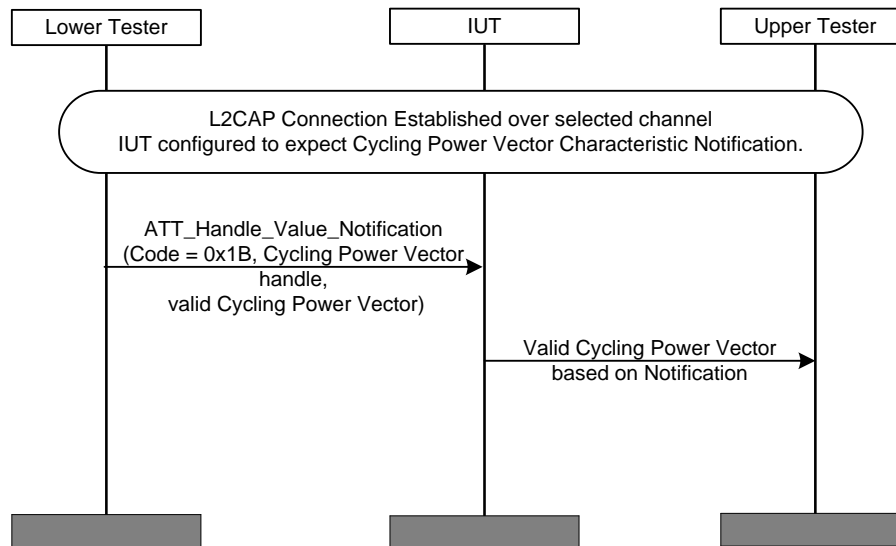 Lower Tester
IUT
Upper Tester
L2CAP Connection Established over selected channel
IUT configured to expect Cycling Power Vector Characteristic Notification.
ATT_Handle_Value_Notification
(Code = 0x1B, Cycling Power Vector
handle,
valid Cycling Power Vector)
Valid Cycling Power Vector
based on Notification